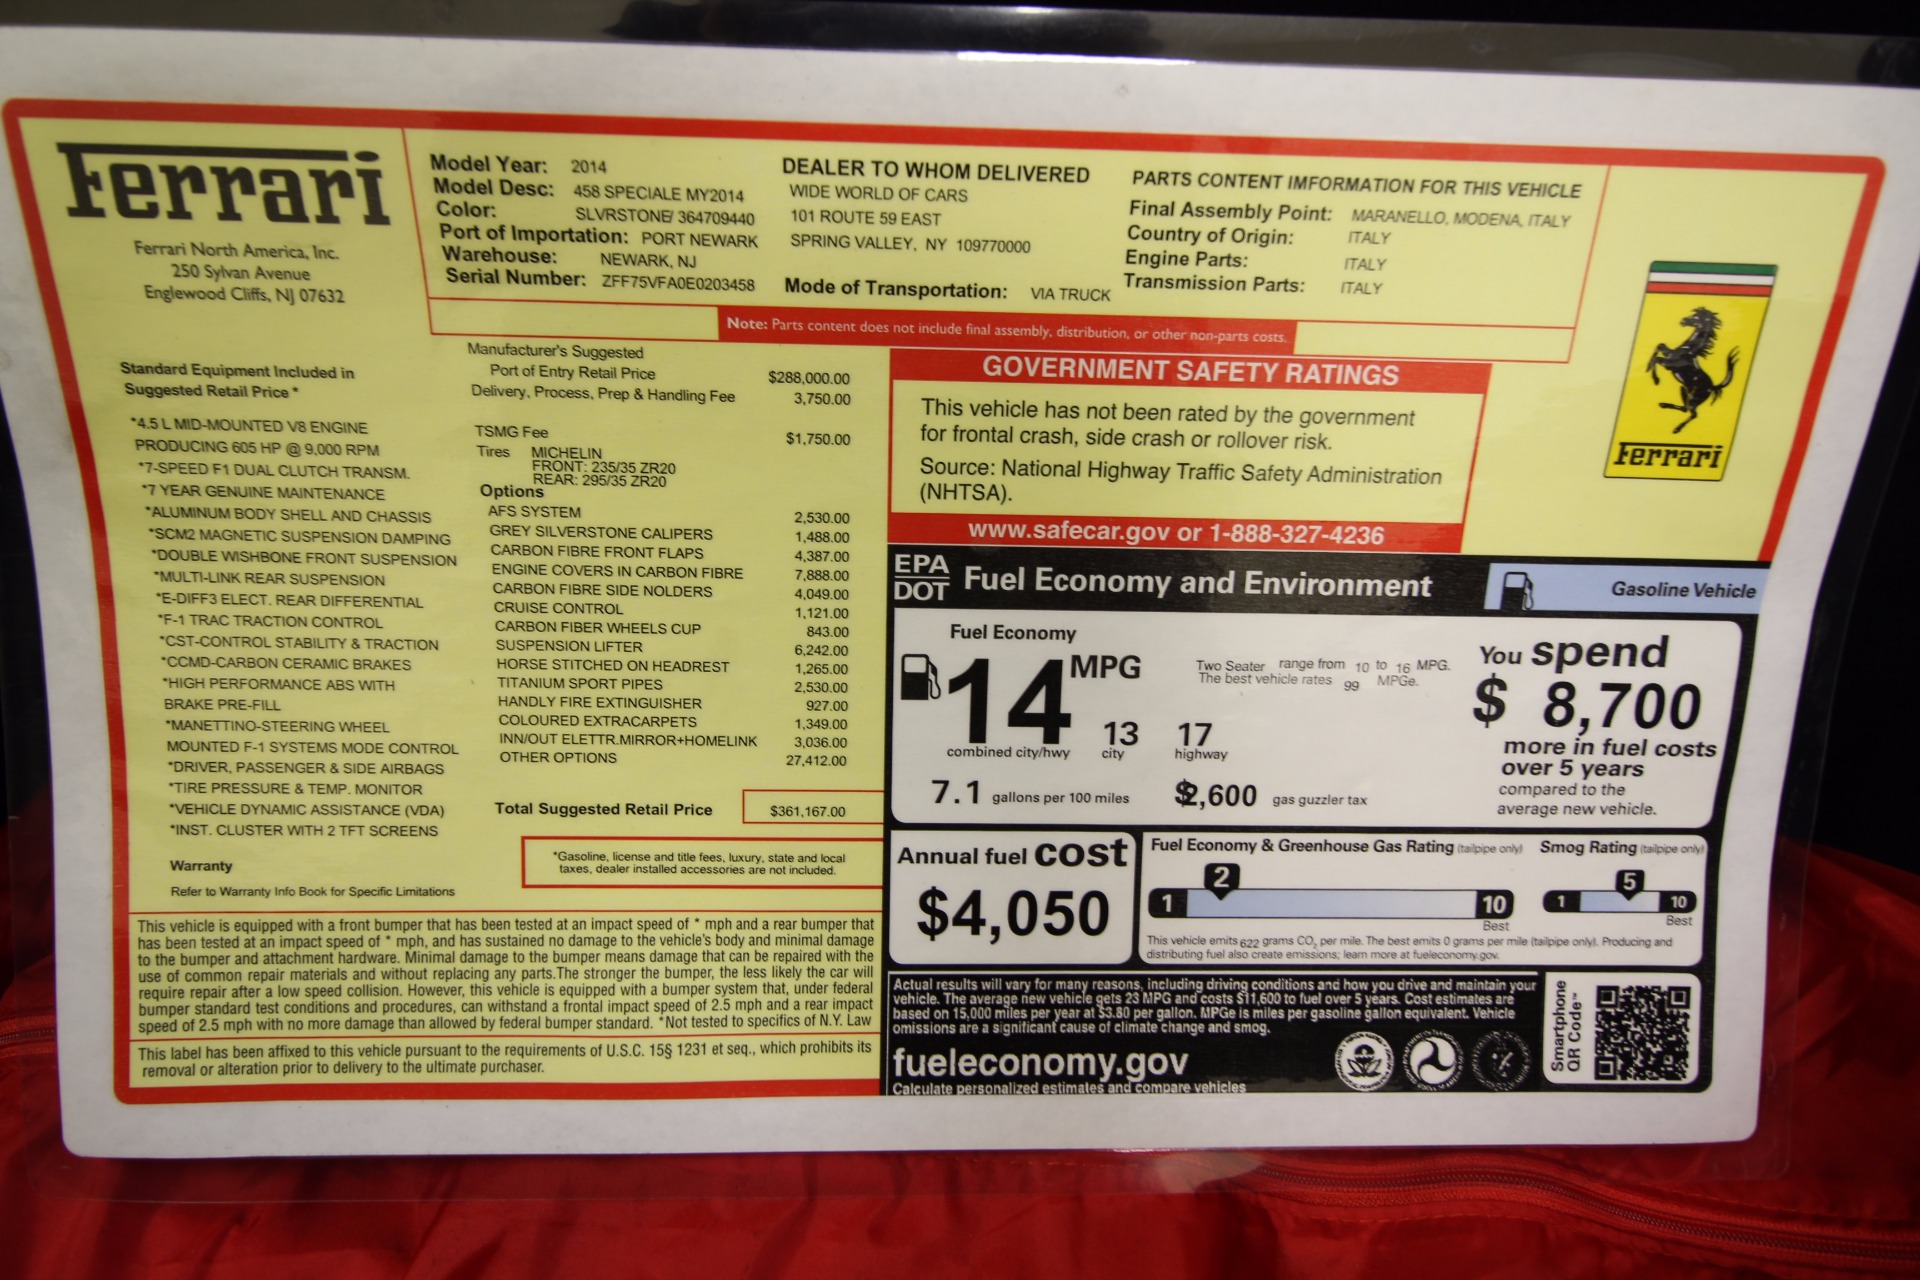 Ferrari
Ferrari North America, Inc.
250 Sylvan Avenue
Englewood Cliffs, NJ 07632
Model Year: 2014
Model Desc: 458 SPECIALE MY2014
Color: SLVRSTONE/ 364709440
Port of Importation: PORT NEWARK
Warehouse: NEWARK, NJ
Serial Number: ZFF75VFA0E0203458
DEALER TO WHOM DELIVERED
WIDE WORLD OF CARS
101 ROUTE 59 EAST
SPRING VALLEY, NY 109770000
Mode of Transportation: VIA TRUCK
PARTS CONTENT IMFORMATION FOR THIS VEHICLE
Final Assembly Point: MARANELLO, MODENA, ITALY
Country of Origin: ITALY
Engine Parts: ITALY
Transmission Parts: ITALY
Note: Parts content does not include final assembly, distribution, or other non-parts costs.
Ferrari
Standard Equipment Included in
Suggested Retail Price *
*4.5 L MID-MOUNTED V8 ENGINE
PRODUCING 605 HP @ 9,000 RPM
*7-SPEED F1 DUAL CLUTCH TRANSM.
*7 YEAR GENUINE MAINTENANCE
*ALUMINUM BODY SHELL AND CHASSIS
*SCM2 MAGNETIC SUSPENSION DAMPING
*DOUBLE WISHBONE FRONT SUSPENSION
*MULTI-LINK REAR SUSPENSION
*E-DIFF3 ELECT. REAR DIFFERENTIAL
*F-1 TRAC TRACTION CONTROL
*CST-CONTROL STABILITY & TRACTION
*CCMD-CARBON CERAMIC BRAKES
*HIGH PERFORMANCE ABS WITH
BRAKE PRE-FILL
*MANETTINO-STEERING WHEEL
MOUNTED F-1 SYSTEMS MODE CONTROL
*DRIVER, PASSENGER & SIDE AIRBAGS
*TIRE PRESSURE & TEMP. MONITOR
*VEHICLE DYNAMIC ASSISTANCE (VDA)
*INST. CLUSTER WITH 2 TFT SCREENS
Warranty
Refer to Warranty Info Book for Specific Limitations
Manufacturer's Suggested
Port of Entry Retail Price $288,000.00
Delivery, Process, Prep & Handling Fee 3,750.00
TSMG Fee $1,750.00
Tires MICHELIN
FRONT: 235/35 ZR20
REAR: 295/35 ZR20
Options
AFS SYSTEM 2,530.00
GREY SILVERSTONE CALIPERS 1,488.00
CARBON FIBRE FRONT FLAPS 4,387.00
ENGINE COVERS IN CARBON FIBRE 7,888.00
CARBON FIBRE SIDE NOLDERS 4,049.00
CRUISE CONTROL 1,121.00
CARBON FIBER WHEELS CUP 843.00
SUSPENSION LIFTER 6,242.00
HORSE STITCHED ON HEADREST 1,265.00
TITANIUM SPORT PIPES 2,530.00
HANDLY FIRE EXTINGUISHER 927.00
COLOURED EXTRACARPETS 1,349.00
INN/OUT ELETTR.MIRROR+HOMELINK 3,036.00
OTHER OPTIONS 27,412.00
Total Suggested Retail Price $361,167.00
*Gasoline, license and title fees, luxury, state and local
taxes, dealer installed accessories are not included.
This vehicle is equipped with a front bumper that has been tested at an impact speed of * mph and a rear bumper that
has been tested at an impact speed of * mph, and has sustained no damage to the vehicle's body and minimal damage
to the bumper and attachment hardware. Minimal damage to the bumper means damage that can be repaired with the
use of common repair materials and without replacing any parts.The stronger the bumper, the less likely the car will
require repair after a low speed collision. However, this vehicle is equipped with a bumper system that, under federal
bumper standard test conditions and procedures, can withstand a frontal impact speed of 2.5 mph and a rear impact
speed of 2.5 mph with no more damage than allowed by federal bumper standard. *Not tested to specifics of N.Y. Law
This label has been affixed to this vehicle pursuant to the requirements of U.S.C. 15§ 1231 et seq., which prohibits its
removal or alteration prior to delivery to the ultimate purchaser.
GOVERNMENT SAFETY RATINGS
This vehicle has not been rated by the government
for frontal crash, side crash or rollover risk.
Source: National Highway Traffic Safety Administration
(NHTSA).
www.safecar.gov or 1-888-327-4236
EPA
DOT
Fuel Economy and Environment
Gasoline Vehicle
Fuel Economy
14 MPG
combined city/hwy
13
city
17
highway
7.1 gallons per 100 miles
$2,600 gas guzzler tax
Two Seater range from 10 to 16 MPG.
The best vehicle rates 99 MPGe.
You spend
$ 8,700
more in fuel costs
over 5 years
compared to the
average new vehicle.
Annual fuel cost
$4,050
Fuel Economy & Greenhouse Gas Rating (tailpipe only)
1 2 10
Best
Smog Rating (tailpipe only)
1 5 10
Best
This vehicle emits 622 grams CO2 per mile. The best emits 0 grams per mile (tailpipe only). Producing and
distributing fuel also create emissions; learn more at fueleconomy.gov.
Actual results will vary for many reasons, including driving conditions and how you drive and maintain your
vehicle. The average new vehicle gets 23 MPG and costs $11,600 to fuel over 5 years. Cost estimates are
based on 15,000 miles per year at $3.80 per gallon. MPGe is miles per gasoline gallon equivalent. Vehicle
emissions are a significant cause of climate change and smog.
fueleconomy.gov
Calculate personalized estimates and compare vehicles
Smartphone
QR Code™